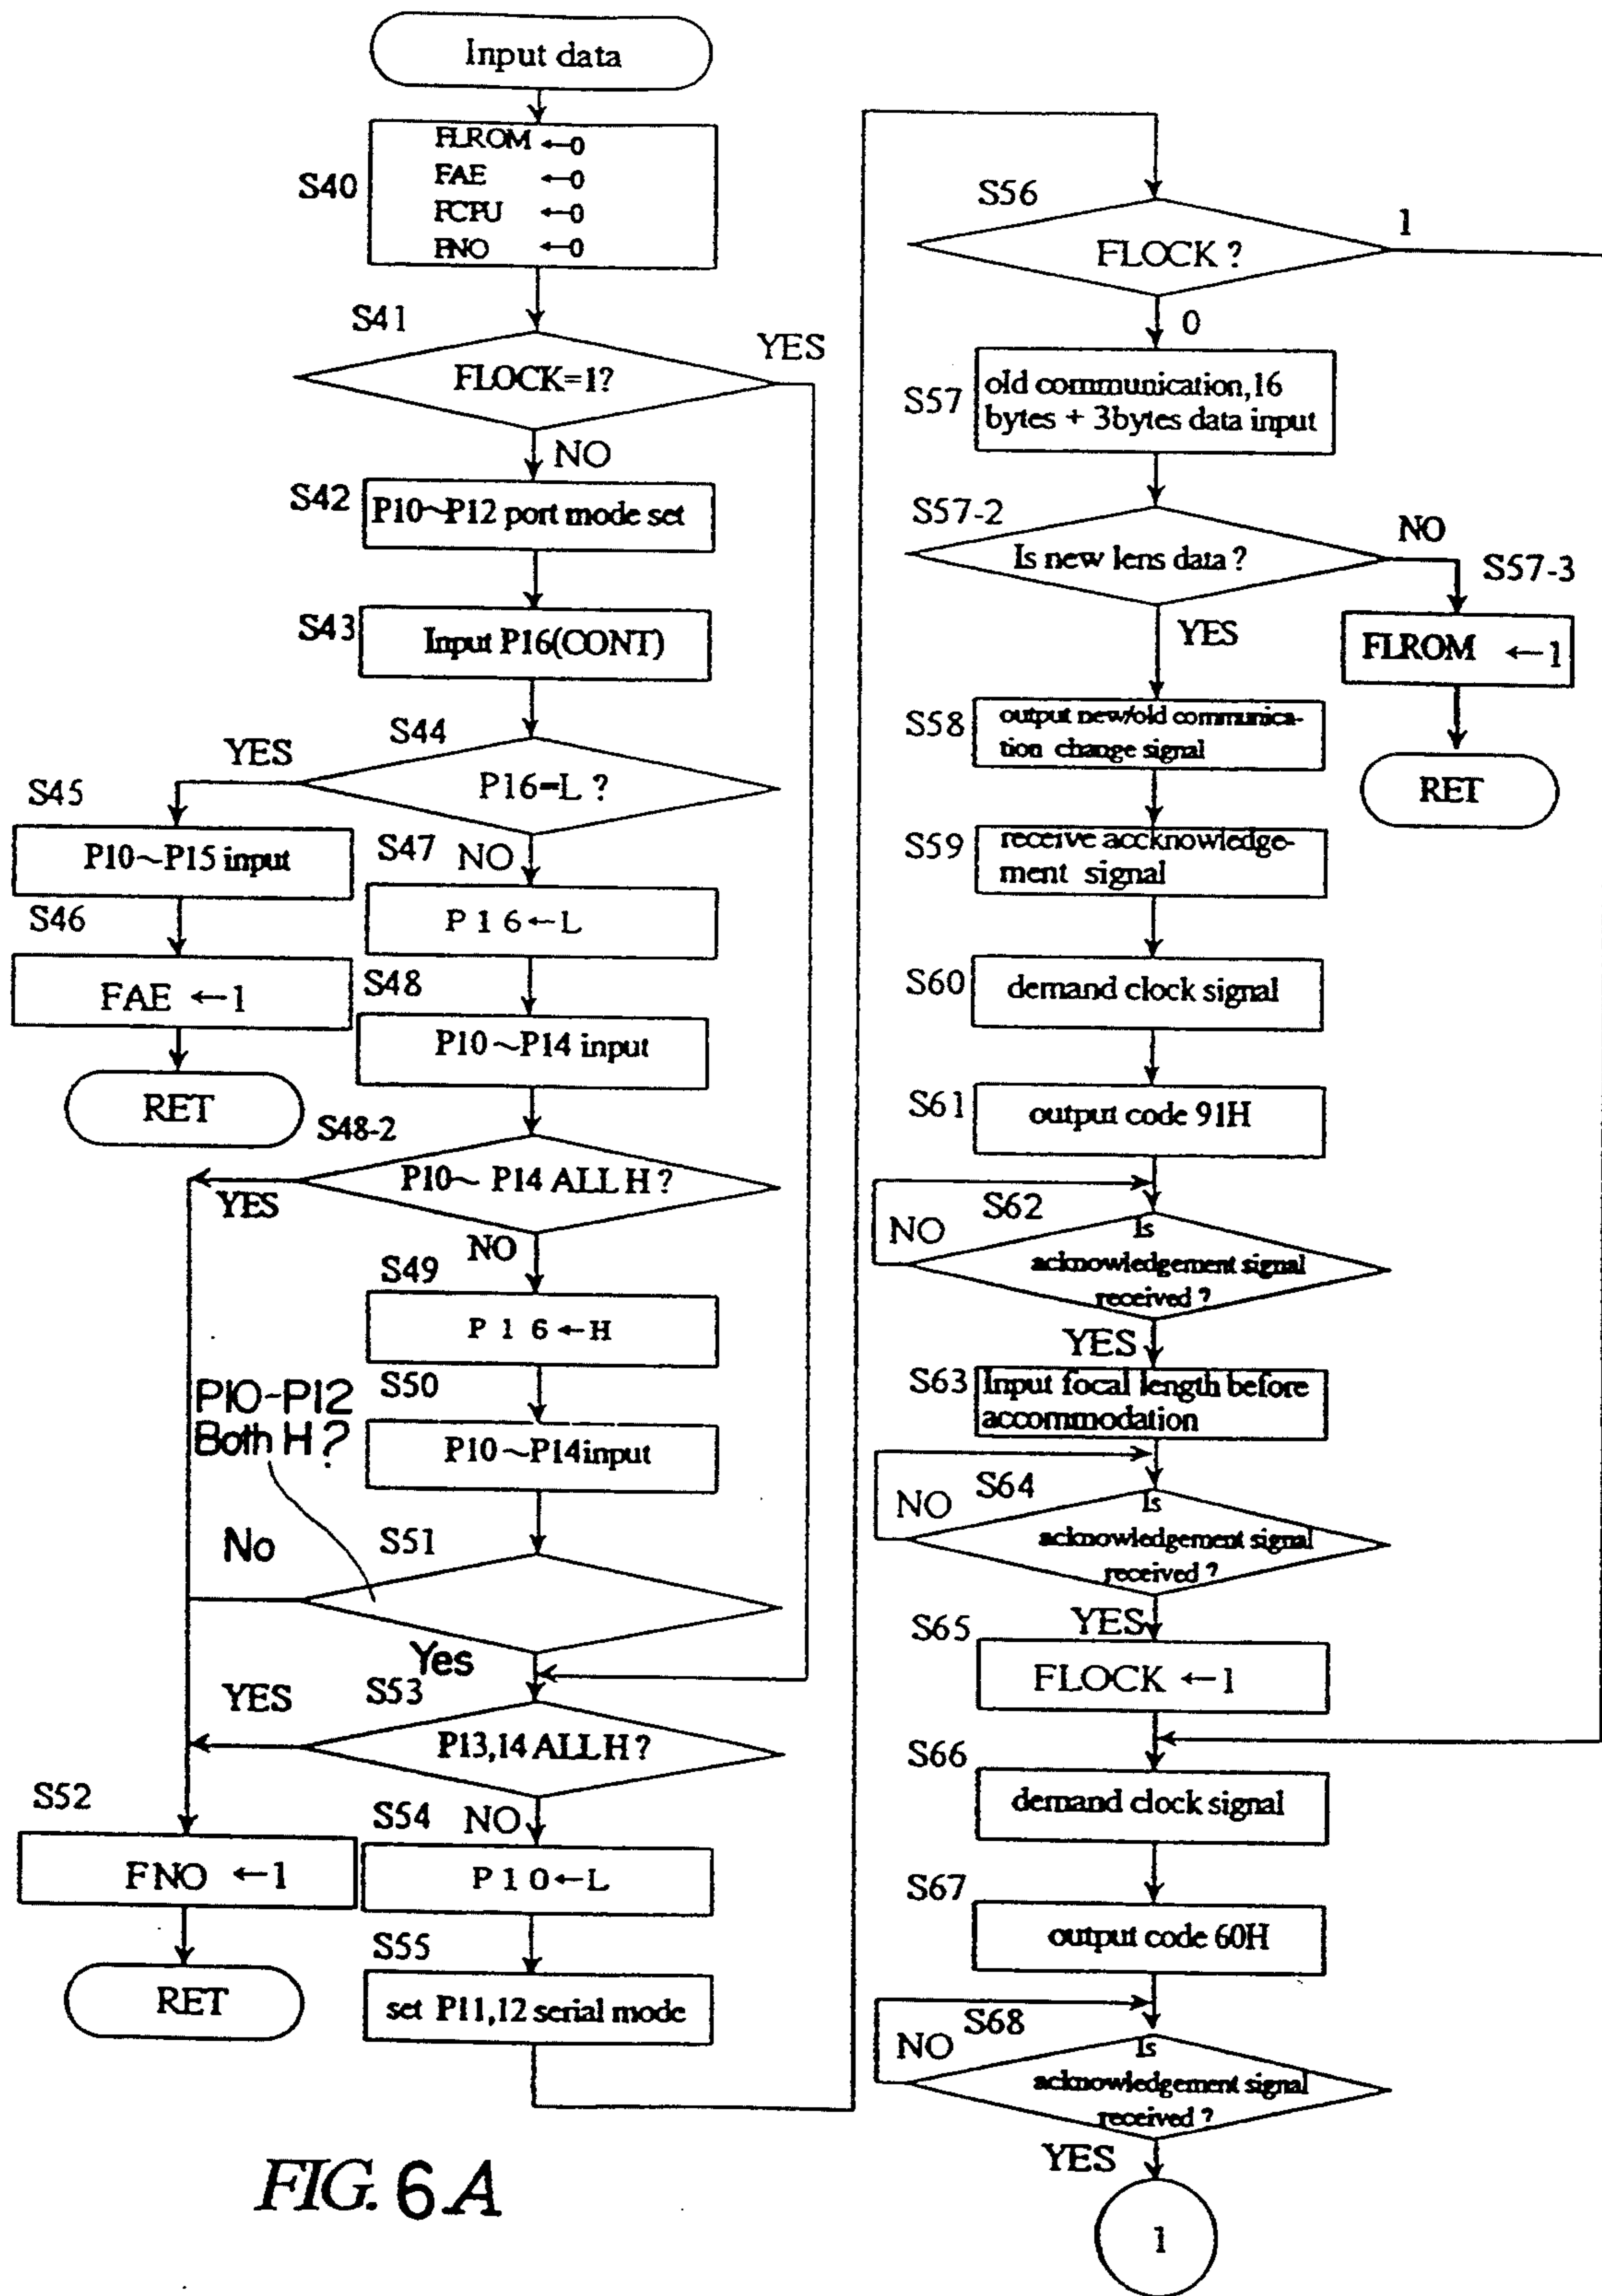 Input data
S40
FLROM ←0
FAE ←0
FCPU ←0
FNO ←0
S41
FLOCK=1?
YES
NO
S42
P10~P12 port mode set
S43
Input P16(CONT)
S44
YES
P16=L ?
S45
P10~P15 input
S47
NO
P 1 6←L
S46
FAE ←1
RET
S48
P10~P14 input
S48-2
P10~ P14 ALL H ?
YES
NO
S49
P 1 6←H
S50
P10~P14input
P10-P12
Both H?
S51
No
Yes
S53
YES
P13,14 ALL H ?
S52
FNO ←1
RET
S54
NO
P 1 0←L
S55
set P11,12 serial mode
S56
FLOCK ?
1
0
S57
old communication,16
bytes + 3bytes data input
S57-2
Is new lens data ?
NO
S57-3
FLROM ←1
RET
YES
S58
output new/old communica-
tion change signal
S59
receive accknowledge-
ment signal
S60
demand clock signal
S61
output code 91H
S62
NO
Is
acknowledgement signal
received ?
YES
S63
Input focal length before
accommodation
S64
NO
Is
acknowledgement signal
received ?
YES
S65
FLOCK ←1
S66
demand clock signal
S67
output code 60H
S68
NO
Is
acknowledgement signal
received ?
YES
1
FIG. 6A